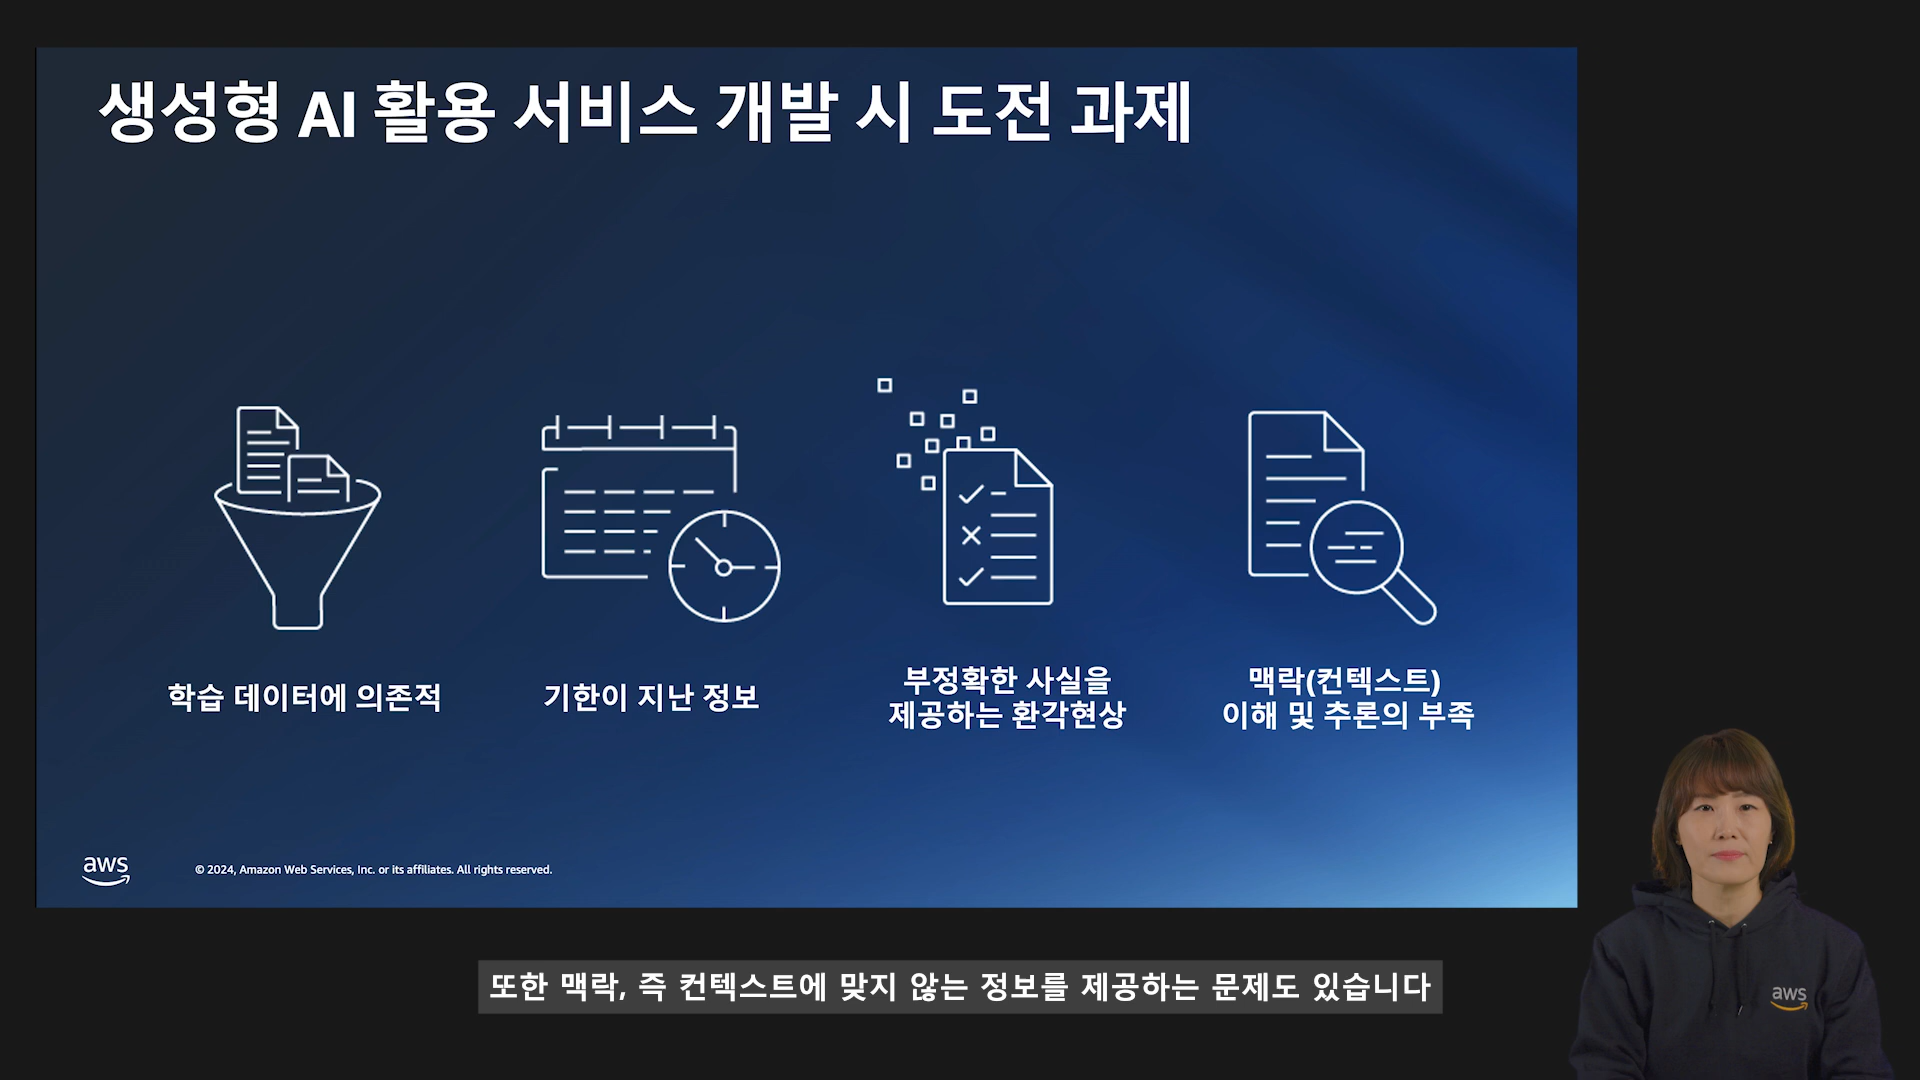 생성형 AI 활용 서비스 개발 시 도전 과제
학습 데이터에 의존적
기한이 지난 정보
부정확한 사실을
제공하는 환각현상
맥락(컨텍스트)
이해 및 추론의 부족
aws
© 2024, Amazon Web Services, Inc. or its affiliates. All rights reserved.
aws
또한 맥락, 즉 컨텍스트에 맞지 않는 정보를 제공하는 문제도 있습니다